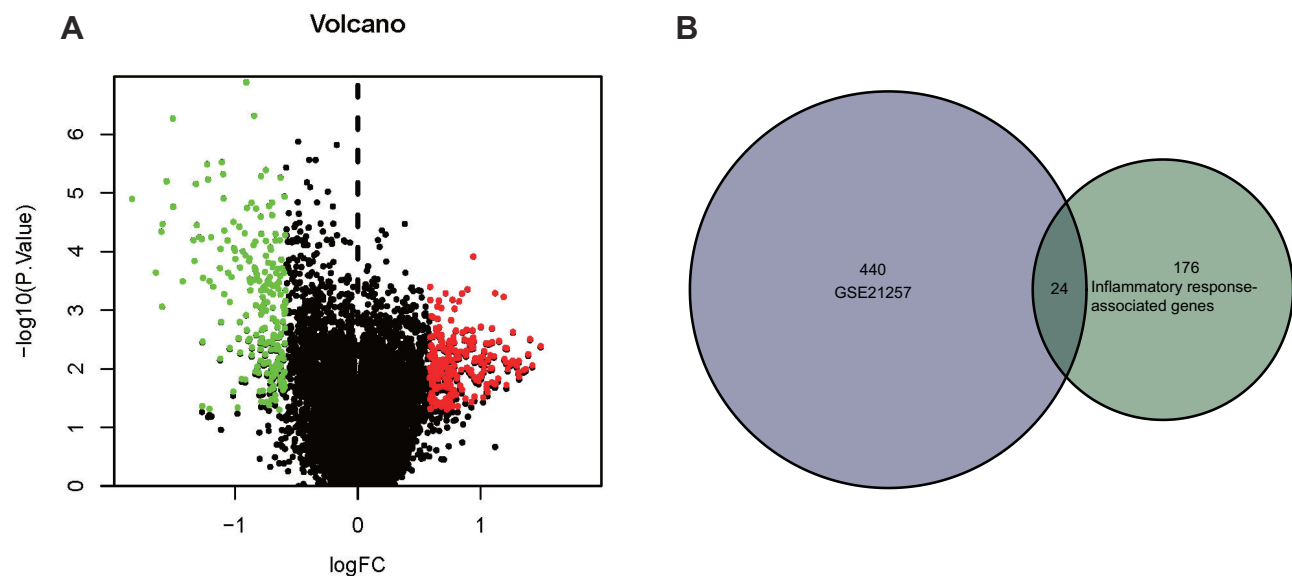 A
Volcano
−log10(P.Value)
6
5
4
3
2
1
0
−1
0
1
logFC
B
440
GSE21257
24
176
Inflammatory response-
associated genes